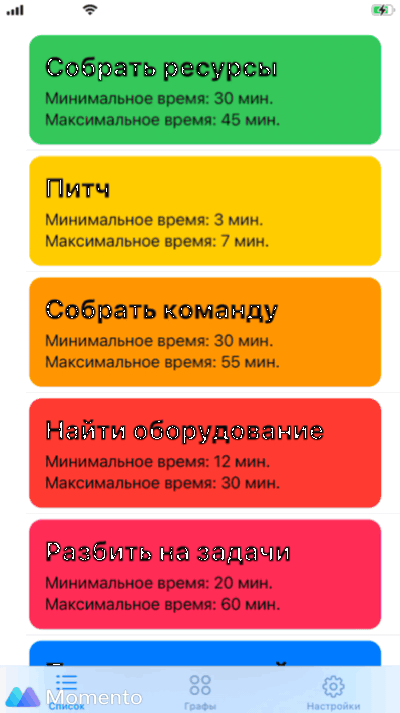 Собрать ресурсы
Минимальное время: 30 мин.
Максимальное время: 45 мин.
Питч
Минимальное время: 3 мин.
Максимальное время: 7 мин.
Собрать команду
Минимальное время: 30 мин.
Максимальное время: 55 мин.
Найти оборудование
Минимальное время: 12 мин.
Максимальное время: 30 мин.
Разбить на задачи
Минимальное время: 20 мин.
Максимальное время: 60 мин.
Список
Графы
Настройки
Momento